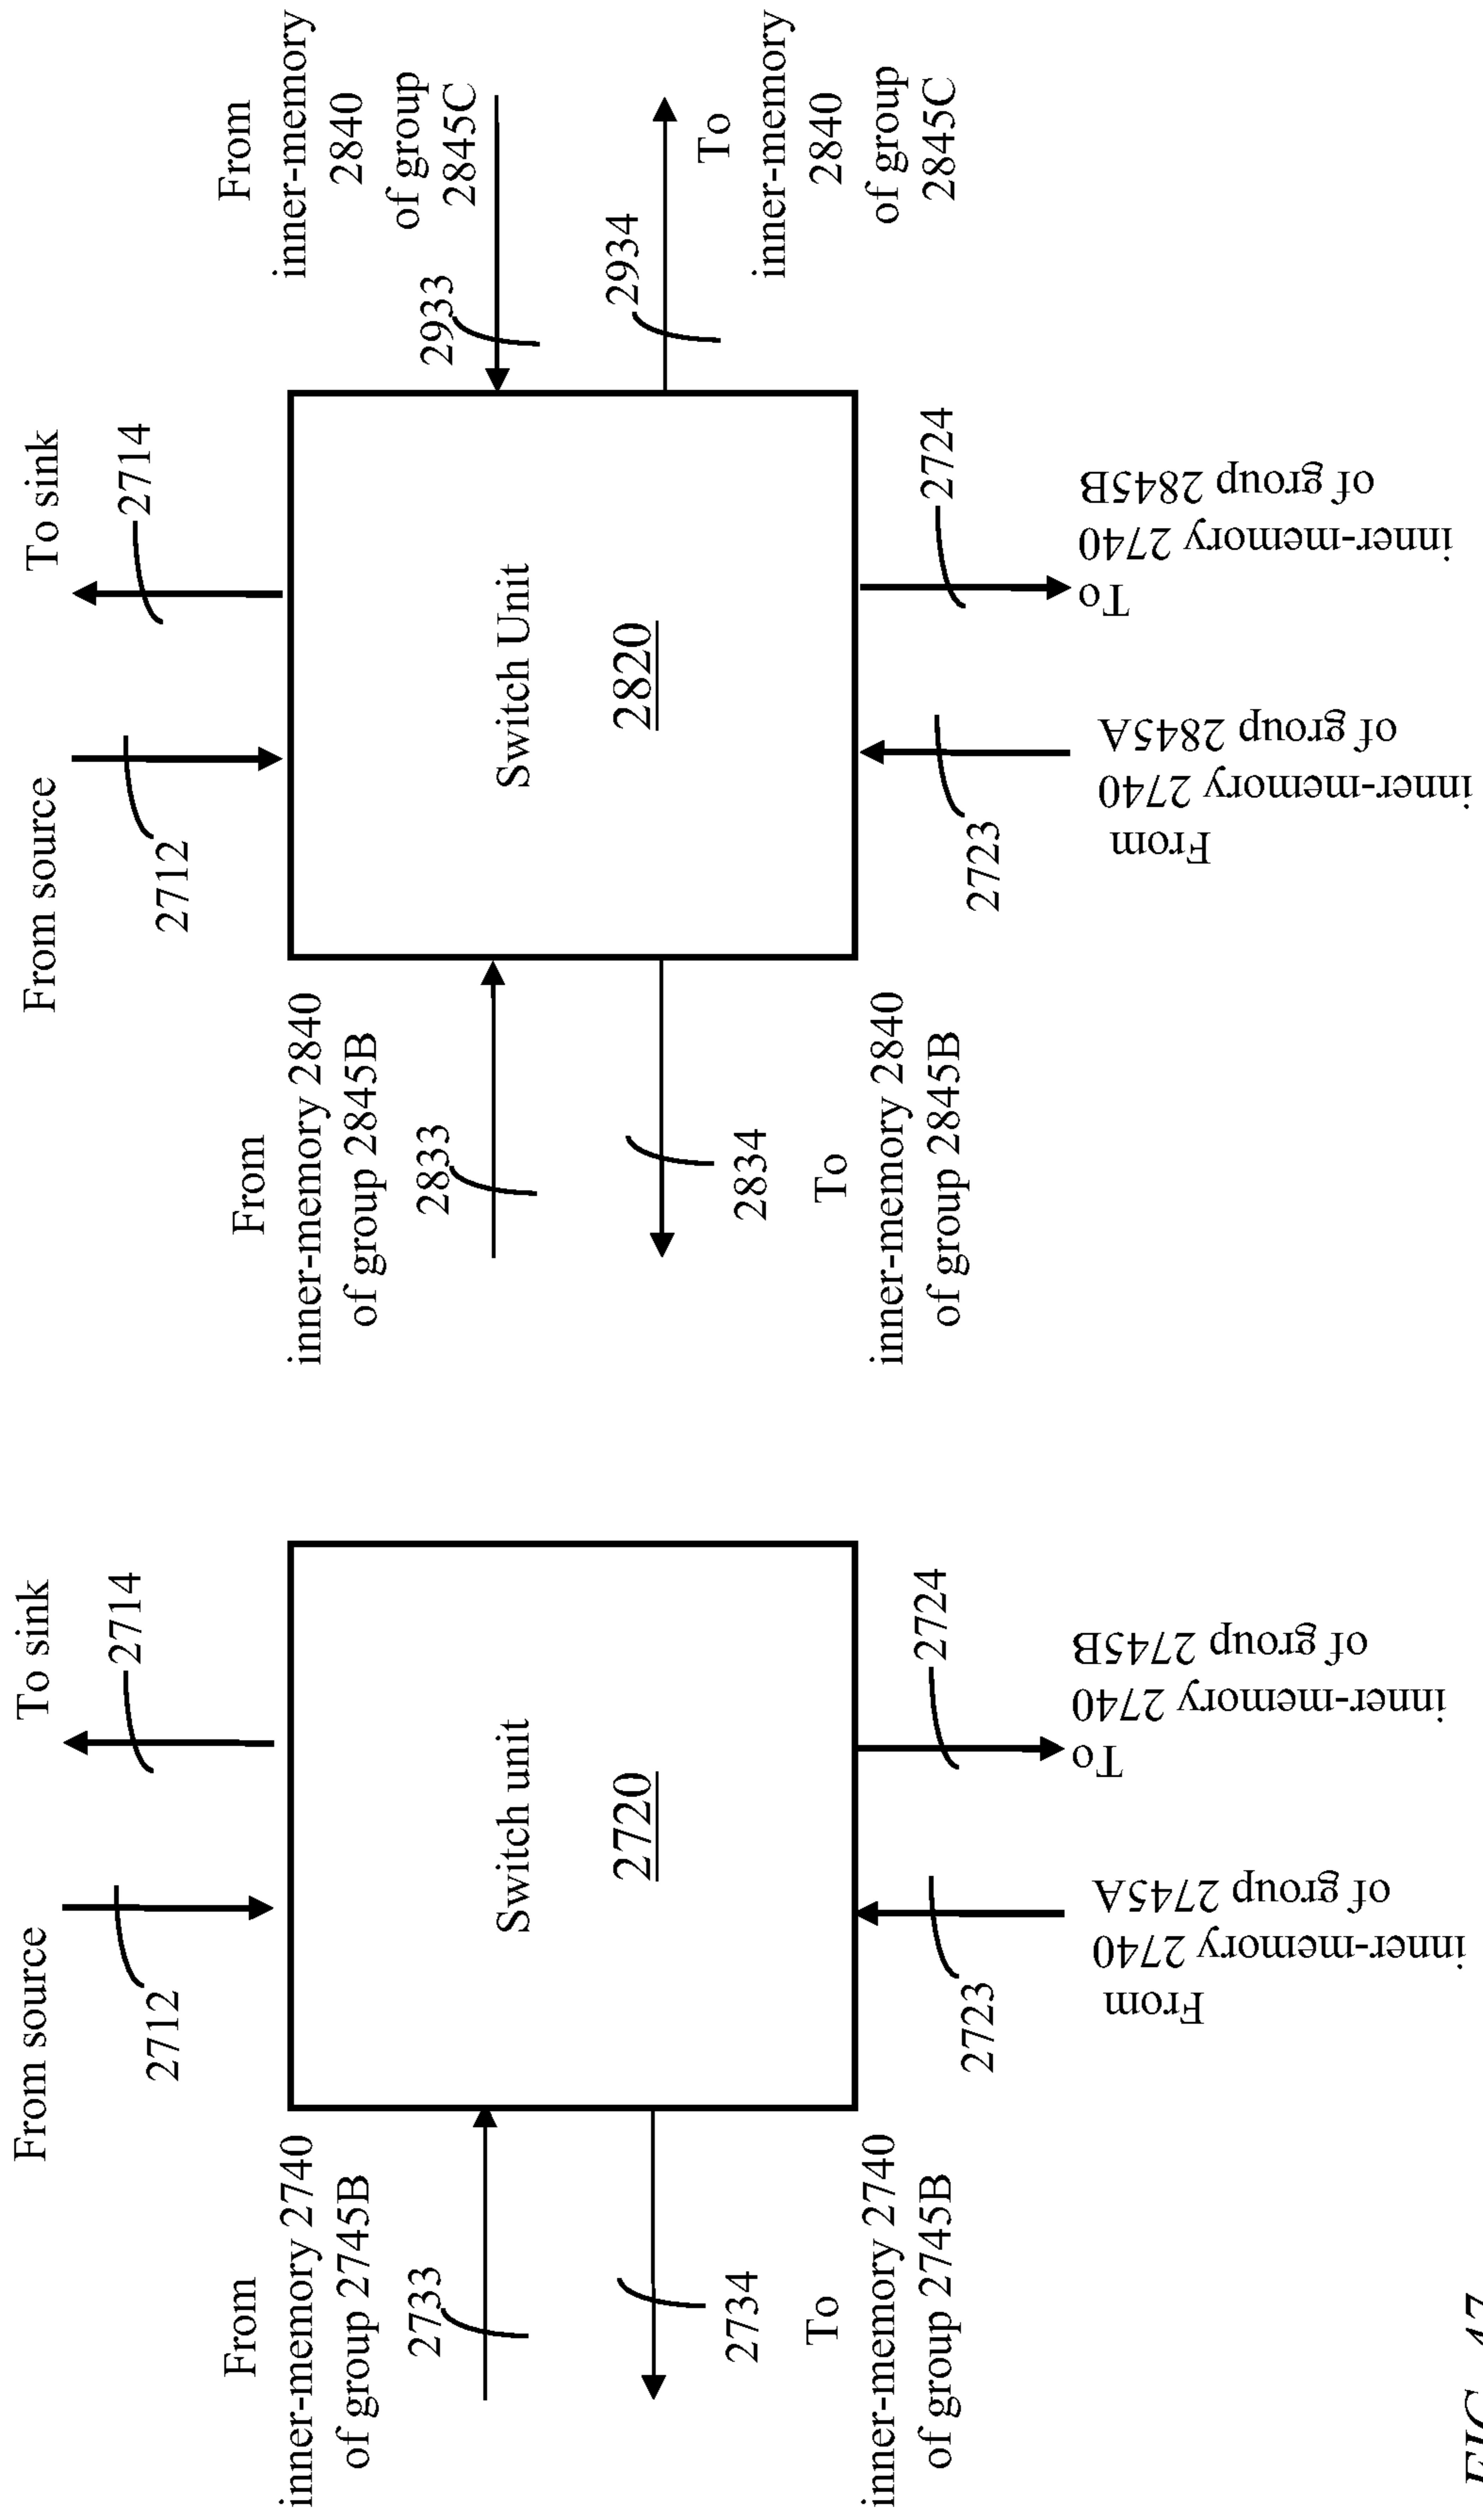 From source
2712
To sink
2714
From
inner-memory 2740
of group 2745B
2733
2734
To
inner-memory 2740
of group 2745B
Switch unit
2720
2723
From
inner-memory 2740
of group 2745A
2724
To
inner-memory 2740
of group 2745B
From source
2712
To sink
2714
From
inner-memory 2840
of group 2845B
2833
2834
To
inner-memory 2840
of group 2845B
Switch Unit
2820
2723
From
inner-memory 2740
of group 2845A
2724
To
inner-memory 2740
of group 2845B
From
inner-memory
2840
of group
2845C
2933
2934
To
inner-memory
2840
of group
2845C
FIG. 47